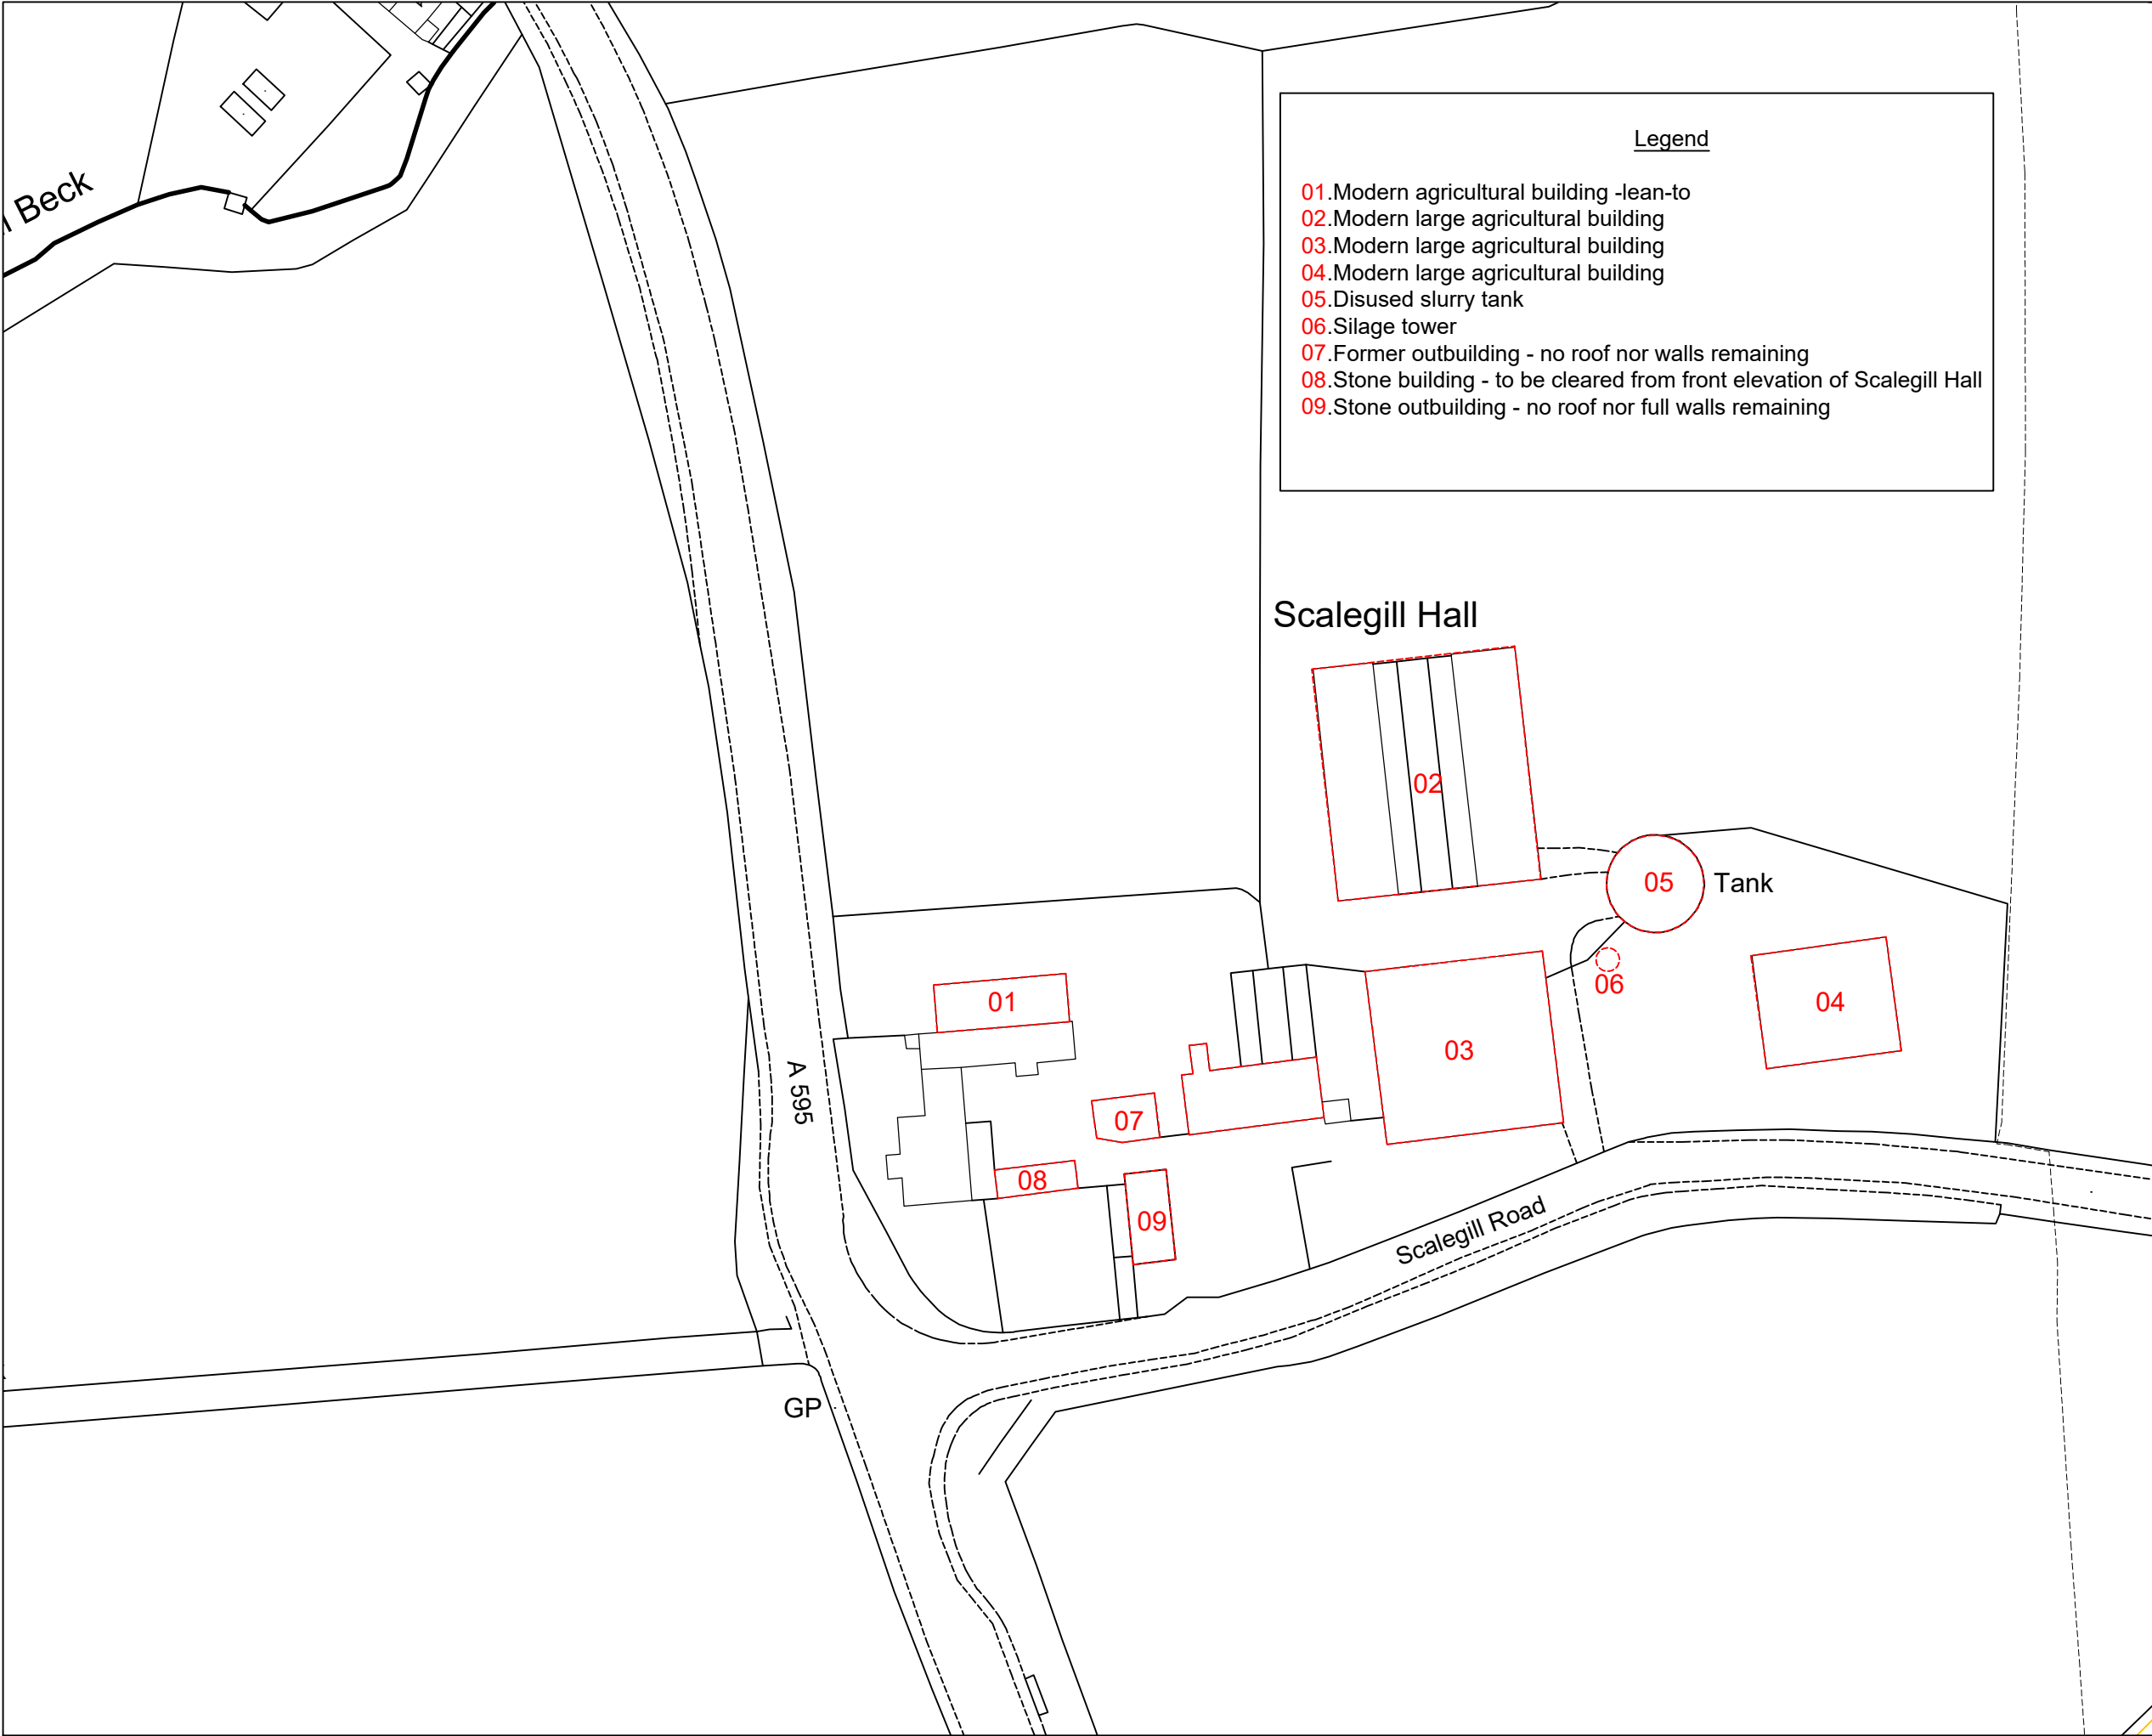 Beck
Legend
01.Modern agricultural building -lean-to
02.Modern large agricultural building
03.Modern large agricultural building
04.Modern large agricultural building
05.Disused slurry tank
06.Silage tower
07.Former outbuilding - no roof nor walls remaining
08.Stone building - to be cleared from front elevation of Scalegill Hall
09.Stone outbuilding - no roof nor full walls remaining
Scalegill Hall
02
05
Tank
06
04
01
03
A 595
07
08
09
Scalegill Road
GP